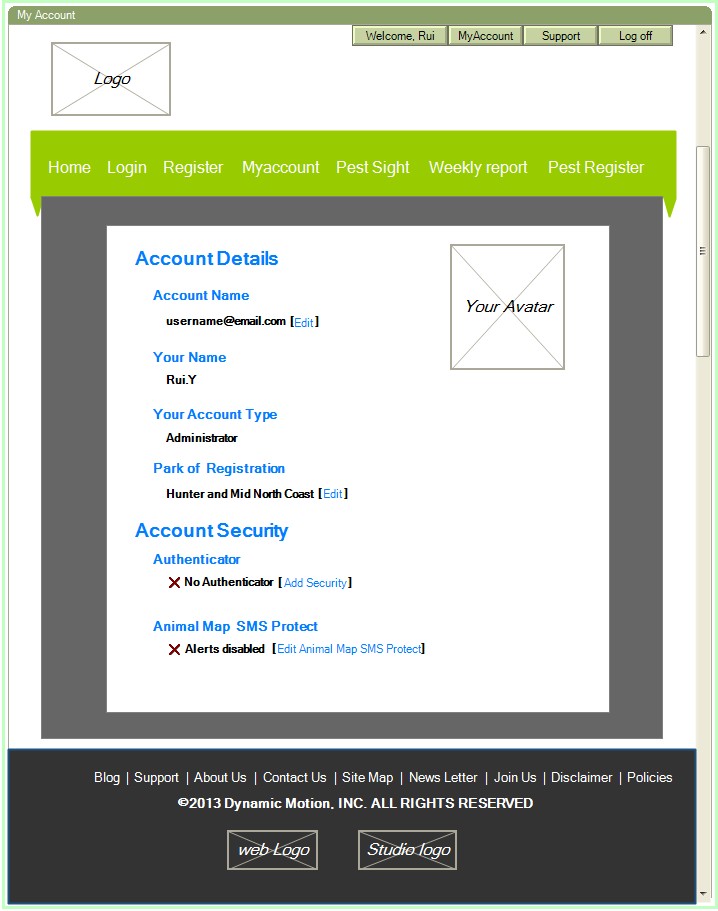 My Account
Welcome, Rui MyAccount Support Log off
Logo
Home Login Register Myaccount Pest Sight Weekly report Pest Register
Account Details
Your Avatar
Account Name
username@email.com [Edit]
Your Name
Rui.Y
Your Account Type
Administrator
Park of Registration
Hunter and Mid North Coast [Edit]
Account Security
Authenticator
No Authenticator [Add Security]
Animal Map SMS Protect
Alerts disabled [Edit Animal Map SMS Protect]
Blog | Support | About Us | Contact Us | Site Map | News Letter | Join Us | Disclaimer | Policies
©2013 Dynamic Motion, INC. ALL RIGHTS RESERVED
web Logo Studio logo